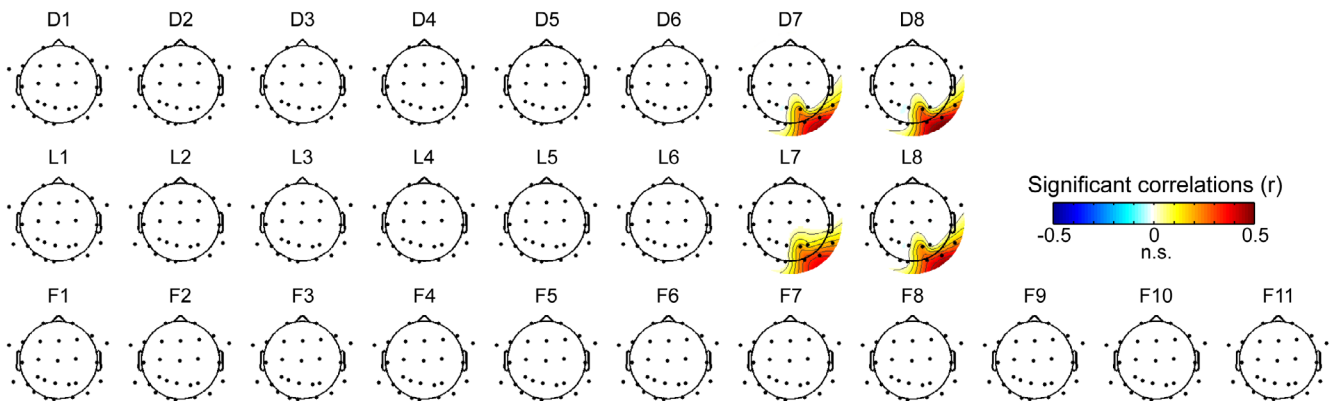 D1 D2 D3 D4 D5 D6 D7 D8
L1 L2 L3 L4 L5 L6 L7 L8
Significant correlations (r)
-0.5 0 0.5
n.s.
F1 F2 F3 F4 F5 F6 F7 F8 F9 F10 F11